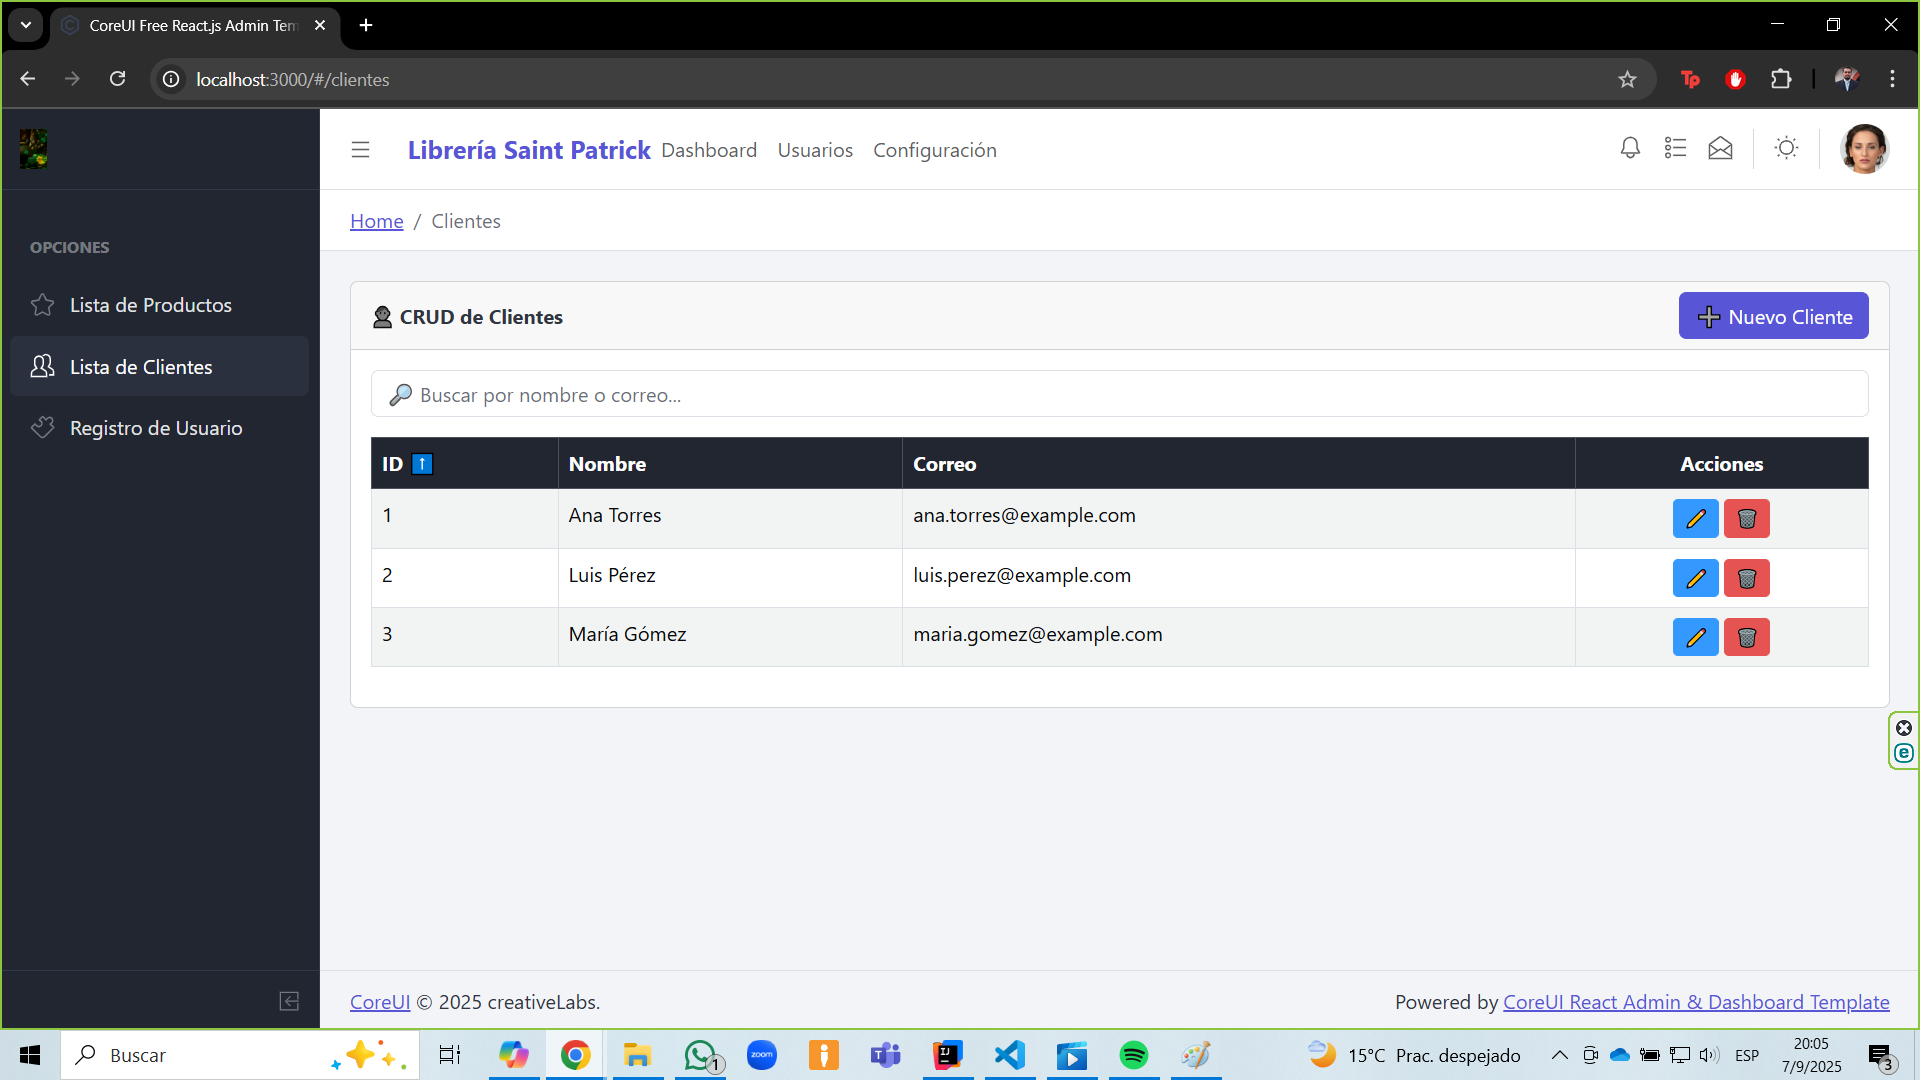 CoreUI Free React.js Admin Tem
localhost:3000/#/clientes
Librería Saint Patrick Dashboard Usuarios Configuración
Home / Clientes
OPCIONES
Lista de Productos
Lista de Clientes
Registro de Usuario
CRUD de Clientes
Nuevo Cliente
Buscar por nombre o correo...
ID ↑ Nombre Correo Acciones
1 Ana Torres ana.torres@example.com
2 Luis Pérez luis.perez@example.com
3 María Gómez maria.gomez@example.com
CoreUI © 2025 creativeLabs.
Powered by CoreUI React Admin & Dashboard Template
Buscar
1
zoom
15°C Prac. despejado
ESP
20:05
7/9/2025
3